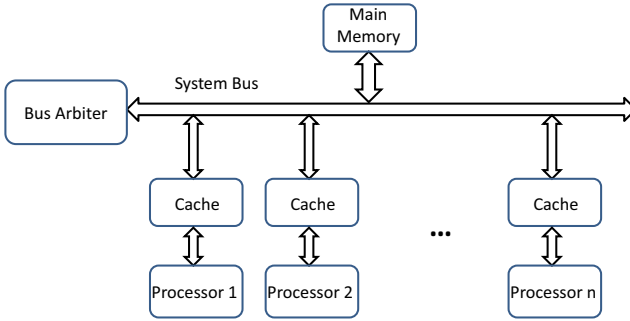 Main
Memory
System Bus
Bus Arbiter
Cache
Cache
...
Cache
Processor 1
Processor 2
Processor n